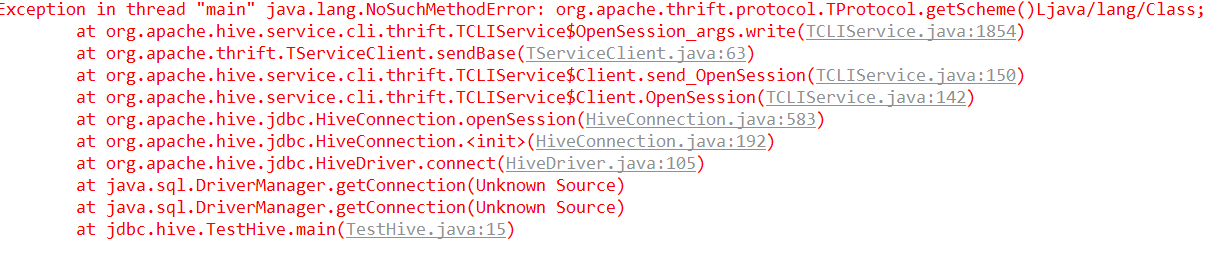 Exception in thread "main" java.lang.NoSuchMethodError: org.apache.thrift.protocol.TProtocol.getScheme()Ljava/lang/Class;
at org.apache.hive.service.cli.thrift.TCLIService$OpenSession_args.write(TCLIService.java:1854)
at org.apache.thrift.TServiceClient.sendBase(TServiceClient.java:63)
at org.apache.hive.service.cli.thrift.TCLIService$Client.send_OpenSession(TCLIService.java:150)
at org.apache.hive.service.cli.thrift.TCLIService$Client.OpenSession(TCLIService.java:142)
at org.apache.hive.jdbc.HiveConnection.openSession(HiveConnection.java:583)
at org.apache.hive.jdbc.HiveConnection.<init>(HiveConnection.java:192)
at org.apache.hive.jdbc.HiveDriver.connect(HiveDriver.java:105)
at java.sql.DriverManager.getConnection(Unknown Source)
at java.sql.DriverManager.getConnection(Unknown Source)
at jdbc.hive.TestHive.main(TestHive.java:15)